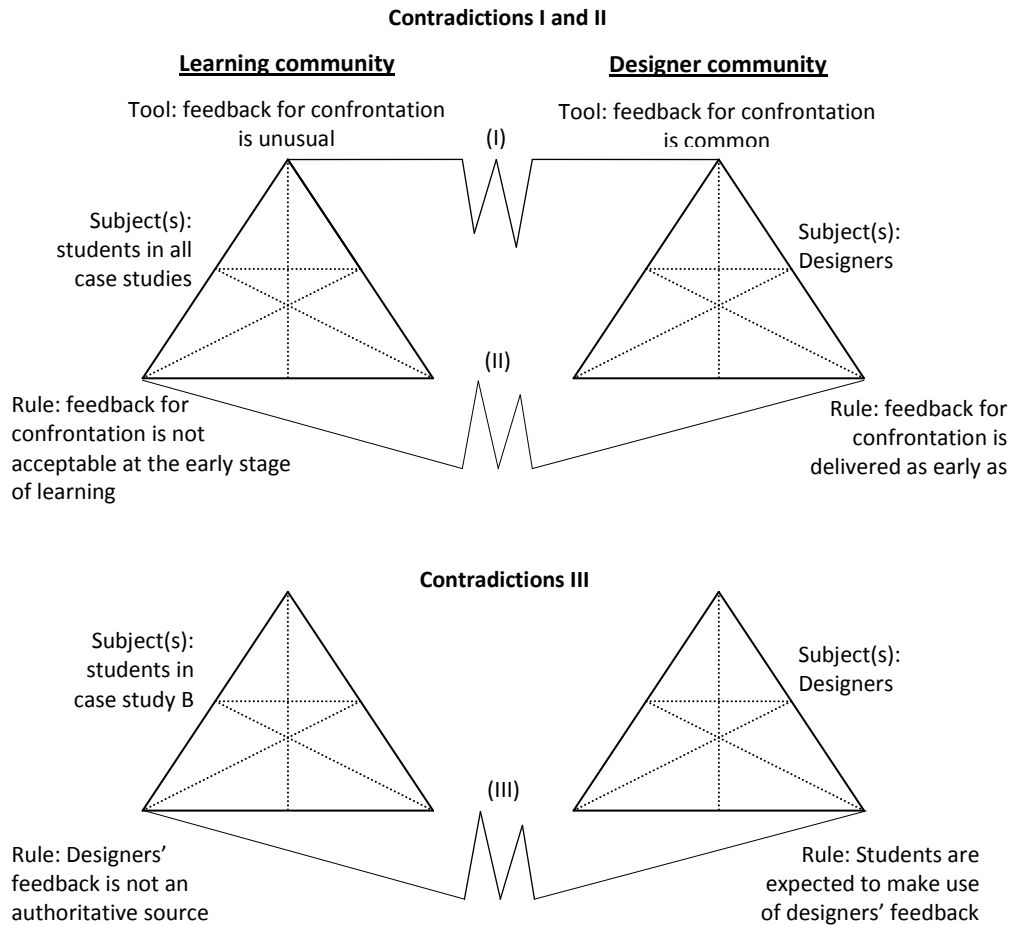 Contradictions I and II
Learning community
Designer community
Tool: feedback for confrontation
is unusual
Tool: feedback for confrontation
is common
(I)
Subject(s):
students in all
case studies
Subject(s):
Designers
(II)
Rule: feedback for
confrontation is not
acceptable at the early stage
of learning
Rule: feedback for
confrontation is
delivered as early as
Contradictions III
Subject(s):
students in
case study B
Subject(s):
Designers
(III)
Rule: Designers’
feedback is not an
authoritative source
Rule: Students are
expected to make use
of designers’ feedback